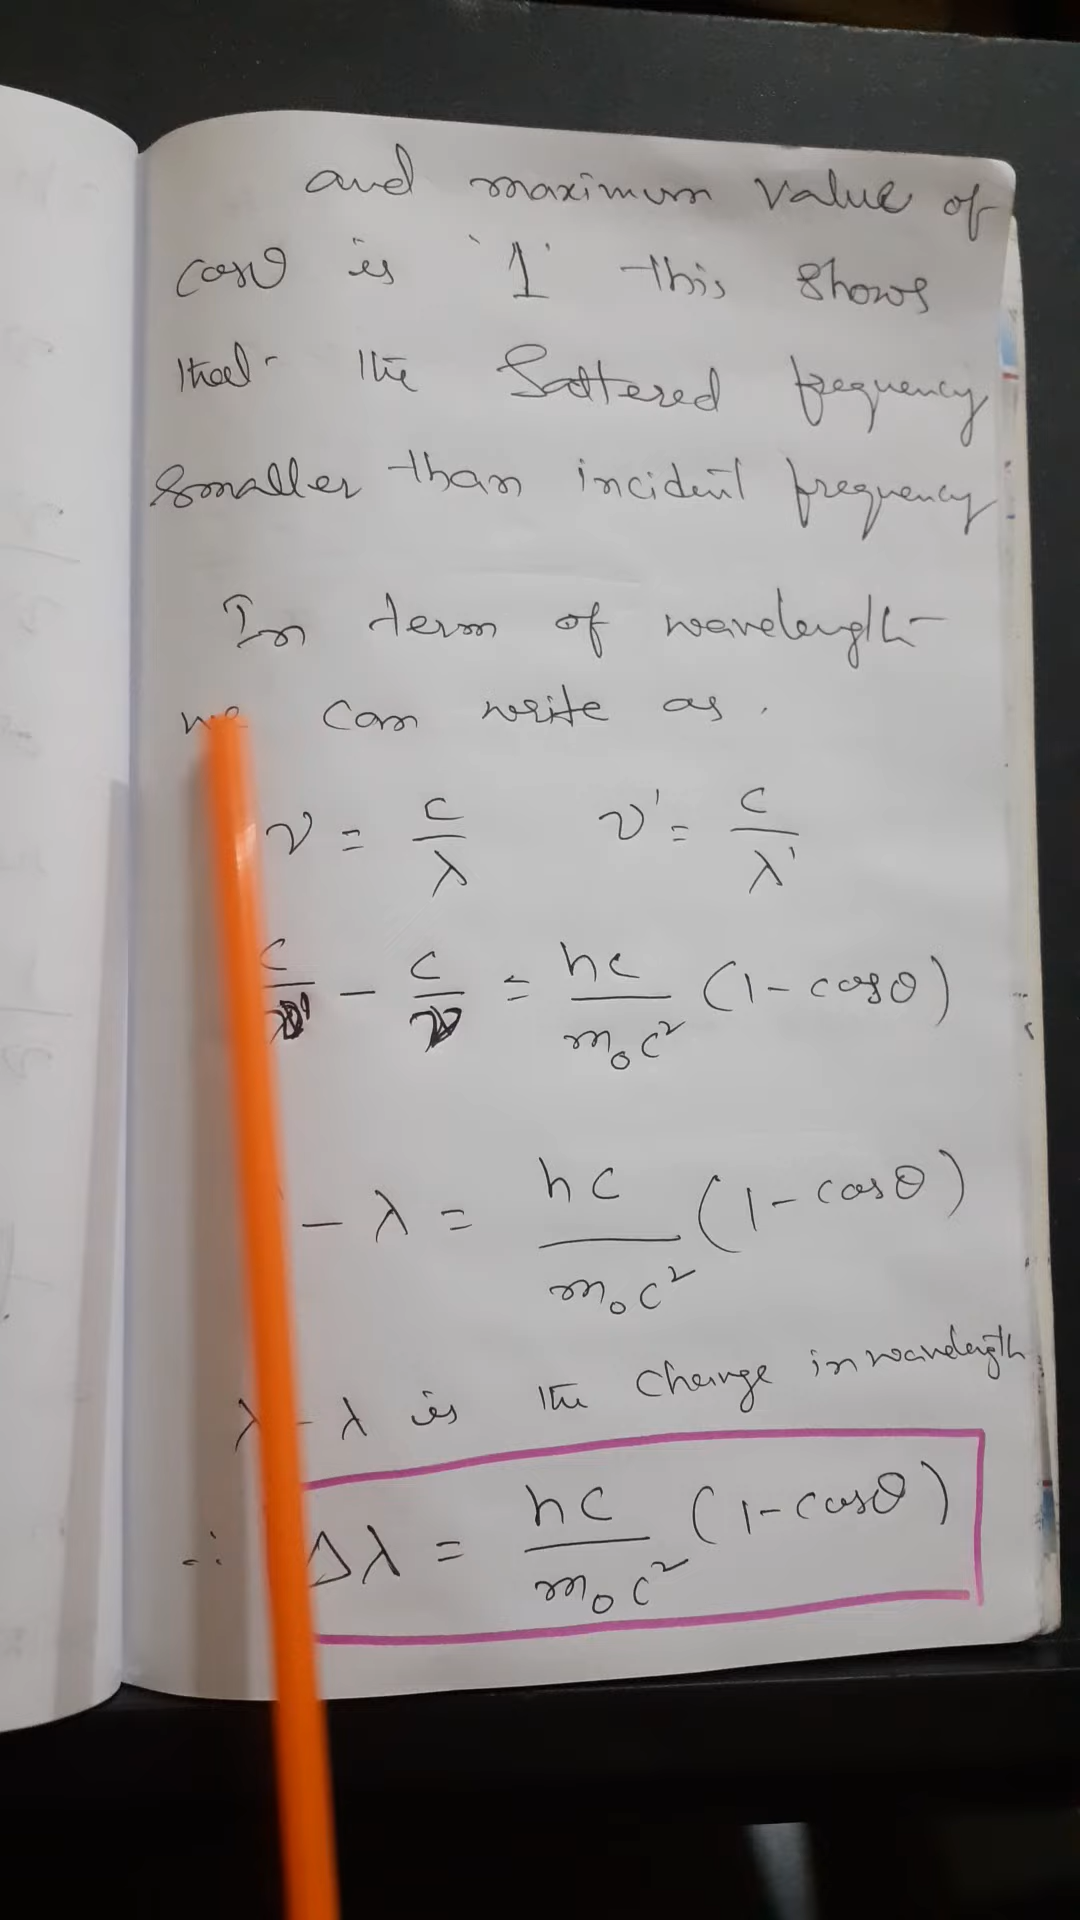 and maximum value of
cosθ is '1' this shows
that the Scattered frequency
smaller than incident frequency
In term of wavelength
we can write as.
ν = c/λ   ν' = c/λ'
c/ν' - c/ν = hc/m₀c² (1 - cosθ)
- λ = hc/m₀c² (1 - cosθ)
λ - λ is the change in wavelength
∴ Δλ = hc/m₀c² (1 - cosθ)